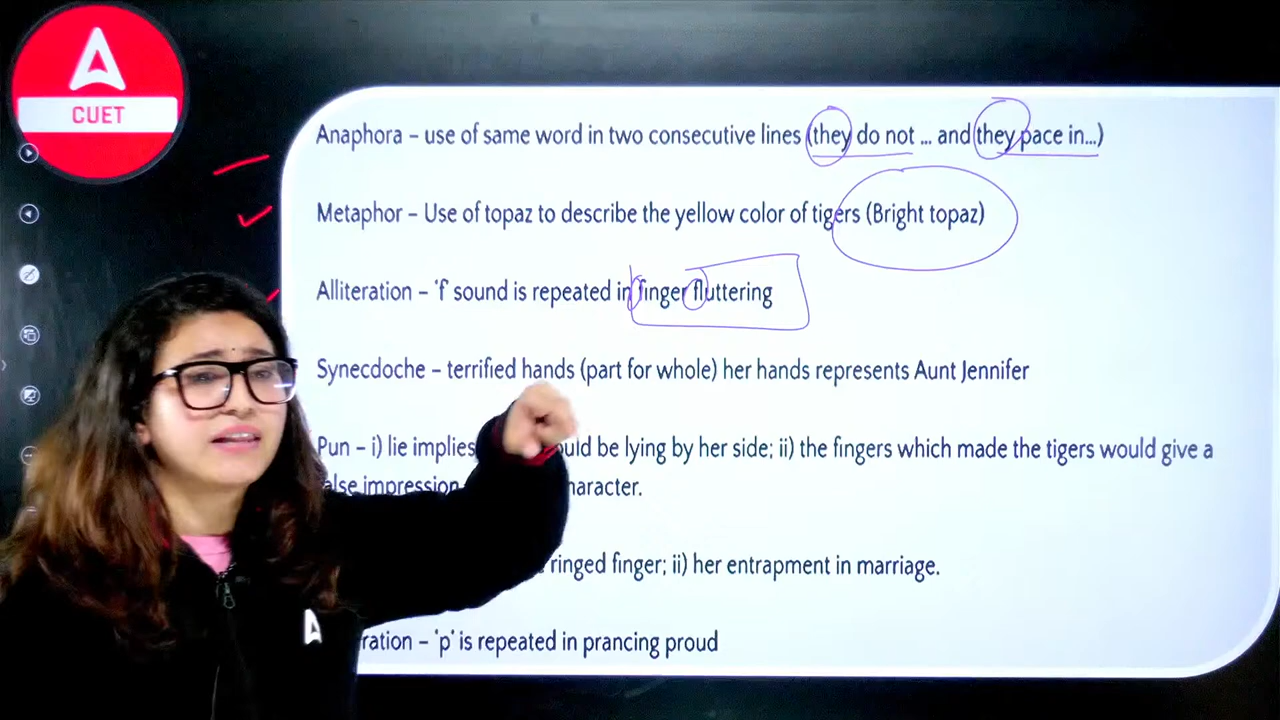 CUET
Anaphora – use of same word in two consecutive lines (they do not ... and they pace in...)
Metaphor – Use of topaz to describe the yellow color of tigers (Bright topaz)
Alliteration – 'f' sound is repeated in finger fluttering
Synecdoche – terrified hands (part for whole) her hands represents Aunt Jennifer
Pun – i) lie implies be lying by her side; ii) the fingers which made the tigers would give a
impression
ringed finger; ii) her entrapment in marriage.
– 'p' is repeated in prancing proud